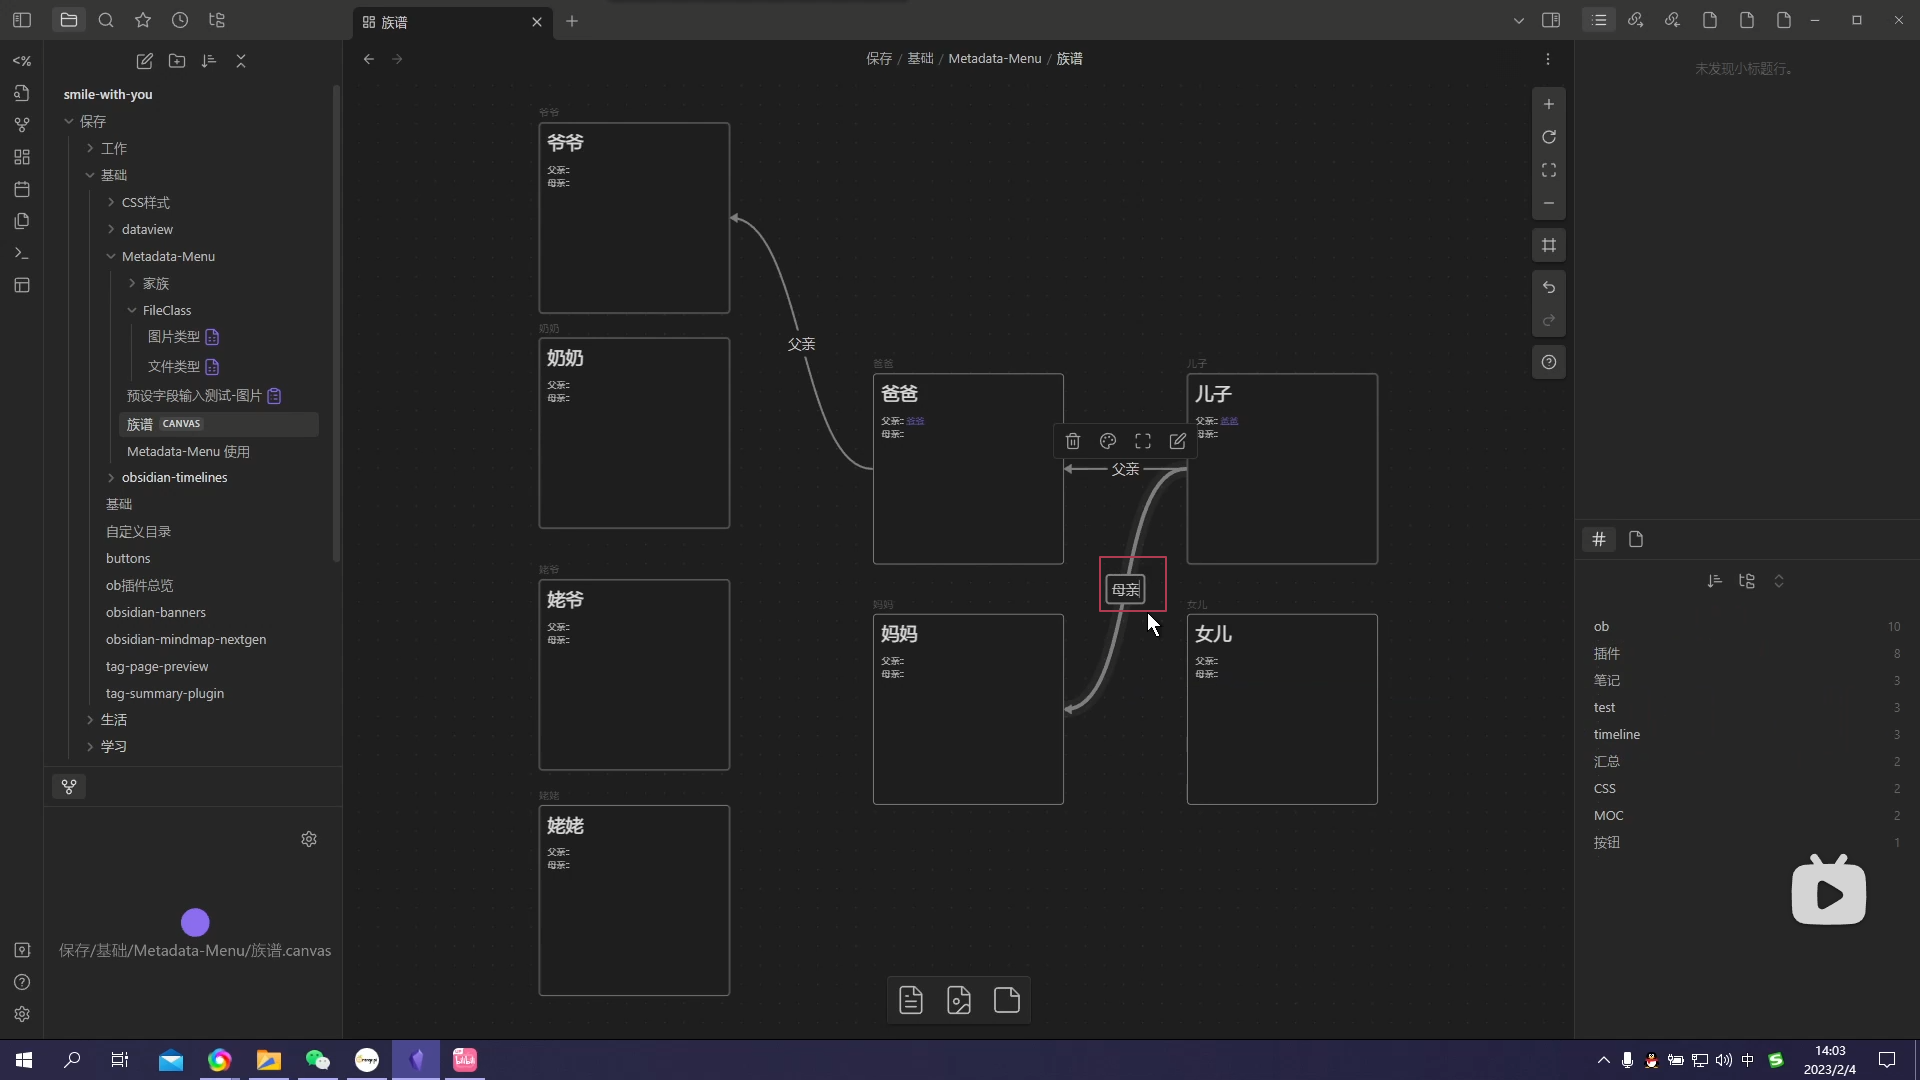 族谱
smile-with-you
保存
工作
基础
CSS样式
dataview
Metadata-Menu
家族
FileClass
图片类型
文件类型
预设字段输入测试-图片
族谱 CANVAS
Metadata-Menu 使用
obsidian-timelines
基础
自定义目录
buttons
ob插件总览
obsidian-banners
obsidian-mindmap-nextgen
tag-page-preview
tag-summary-plugin
生活
学习
保存/基础/Metadata-Menu/族谱.canvas
保存 / 基础 / Metadata-Menu / 族谱
爷爷
爷爷
父亲::
母亲::
奶奶
奶奶
父亲::
母亲::
姥爷
姥爷
父亲::
母亲::
姥姥
姥姥
父亲::
母亲::
父亲
爸爸
爸爸
父亲:: 爷爷
母亲::
儿子
儿子
父亲:: 爸爸
母亲::
父亲
母亲
妈妈
妈妈
父亲::
母亲::
女儿
女儿
父亲::
母亲::
未发现小标题行。
ob 10
插件 8
笔记 3
test 3
timeline 3
汇总 2
CSS 2
MOC 2
按钮 1
中
14:03
2023/2/4